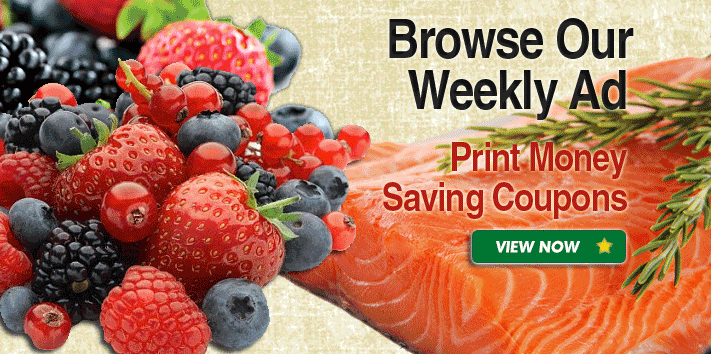 Browse Our
Weekly Ad
Print Money
Saving Coupons
VIEW NOW